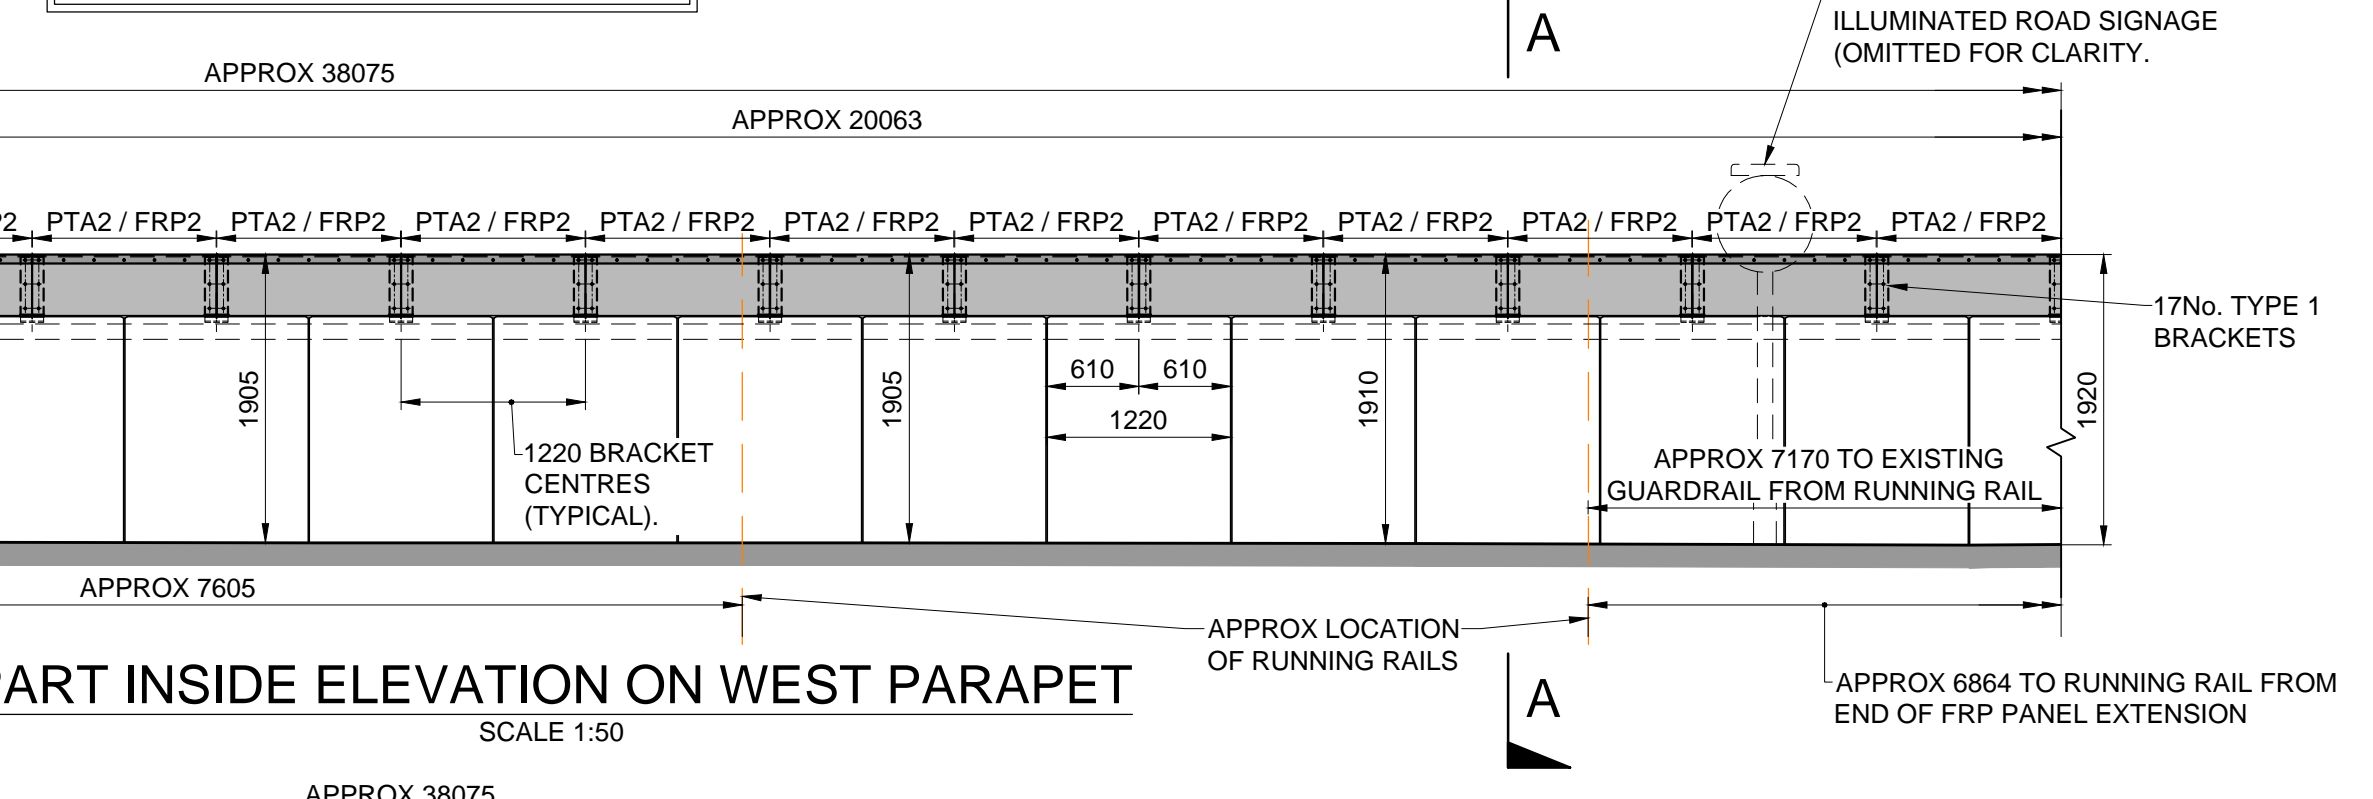 A
ILLUMINATED ROAD SIGNAGE
(OMITTED FOR CLARITY.
APPROX 38075
APPROX 20063
P2 PTA2 / FRP2 PTA2 / FRP2 PTA2 / FRP2 PTA2 / FRP2 PTA2 / FRP2 PTA2 / FRP2 PTA2 / FRP2 PTA2 / FRP2 PTA2 / FRP2 PTA2 / FRP2 PTA2 / FRP2
17No. TYPE 1
BRACKETS
1905
1905
1910
1920
610 610
1220
1220 BRACKET
CENTRES
(TYPICAL).
APPROX 7170 TO EXISTING
GUARDRAIL FROM RUNNING RAIL
APPROX 7605
APPROX LOCATION
OF RUNNING RAILS
PART INSIDE ELEVATION ON WEST PARAPET
SCALE 1:50
A
APPROX 6864 TO RUNNING RAIL FROM
END OF FRP PANEL EXTENSION
APPROX 38075